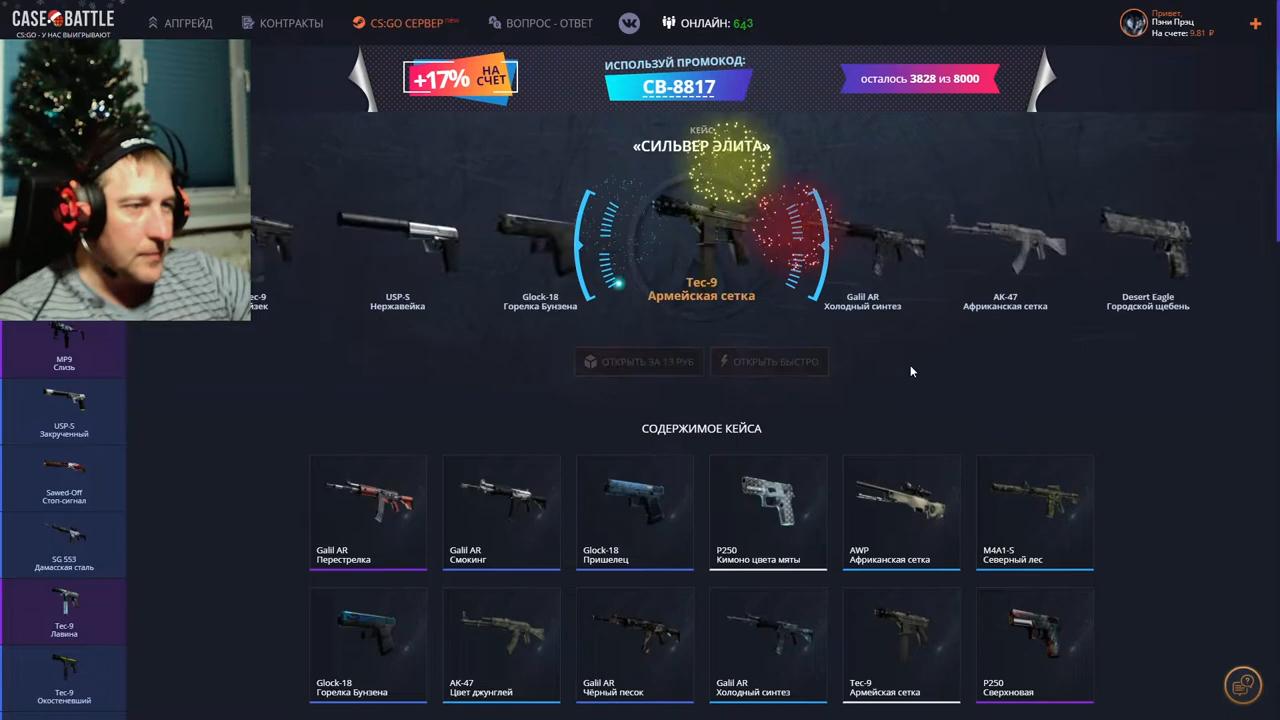 CASE BATTLE
CS:GO - У НАС ВЫИГРЫВАЮТ
АПГРЕЙД
КОНТРАКТЫ
CS:GO СЕРВЕР new
ВОПРОС - ОТВЕТ
ОНЛАЙН: 643
Привет,
Пэни Прэц
На счете: 9.81 ₽
+17% НА СЧЕТ
ИСПОЛЬЗУЙ ПРОМОКОД:
CB-8817
осталось 3828 из 8000
КЕЙС
«СИЛЬВЕР ЭЛИТА»
USP-S
Нержавейка
Glock-18
Горелка Бунзена
Tec-9
Армейская сетка
Galil AR
Холодный синтез
AK-47
Африканская сетка
Desert Eagle
Городской щебень
ОТКРЫТЬ ЗА 13 РУБ
ОТКРЫТЬ БЫСТРО
СОДЕРЖИМОЕ КЕЙСА
MP9
Слизь
USP-S
Закрученный
Sawed-Off
Стоп-сигнал
SG 553
Дамасская сталь
Tec-9
Лавина
Tec-9
Окостеневший
Galil AR
Перестрелка
Galil AR
Смокинг
Glock-18
Пришелец
P250
Кимоно цвета мяты
AWP
Африканская сетка
M4A1-S
Северный лес
Glock-18
Горелка Бунзена
AK-47
Цвет джунглей
Galil AR
Чёрный песок
Galil AR
Холодный синтез
Tec-9
Армейская сетка
P250
Сверхновая